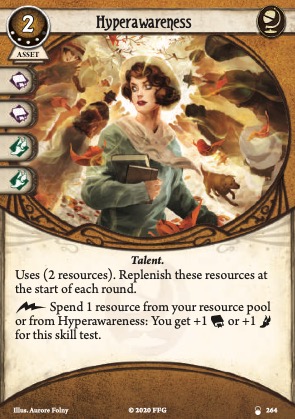 Hyperawareness
2
ASSET
Talent.
Uses (2 resources). Replenish these resources at
the start of each round.
Spend 1 resource from your resource pool
or from Hyperawareness: You get +1 or +1
for this skill test.
Illus. Aurore Folny © 2020 FFG 264